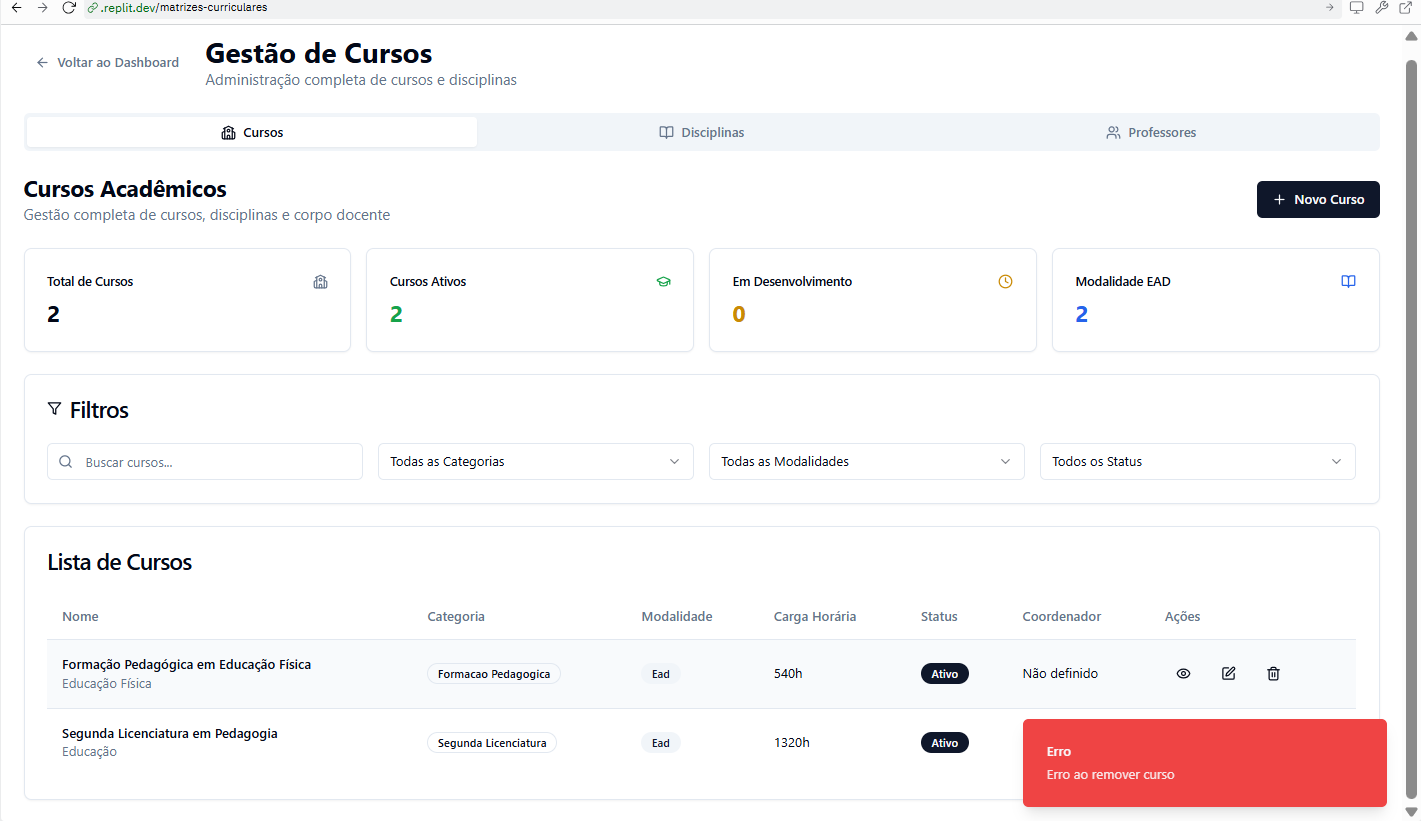 .replit.dev/matrizes-curriculares
Voltar ao Dashboard
Gestão de Cursos
Administração completa de cursos e disciplinas
Cursos
Disciplinas
Professores
Cursos Acadêmicos
Gestão completa de cursos, disciplinas e corpo docente
Novo Curso
Total de Cursos
2
Cursos Ativos
2
Em Desenvolvimento
0
Modalidade EAD
2
Filtros
Buscar cursos...
Todas as Categorias
Todas as Modalidades
Todos os Status
Lista de Cursos
Nome Categoria Modalidade Carga Horária Status Coordenador Ações
Formação Pedagógica em Educação Física
Educação Física
Formacao Pedagogica
Ead
540h
Ativo
Não definido
Segunda Licenciatura em Pedagogia
Educação
Segunda Licenciatura
Ead
1320h
Ativo
Erro
Erro ao remover curso